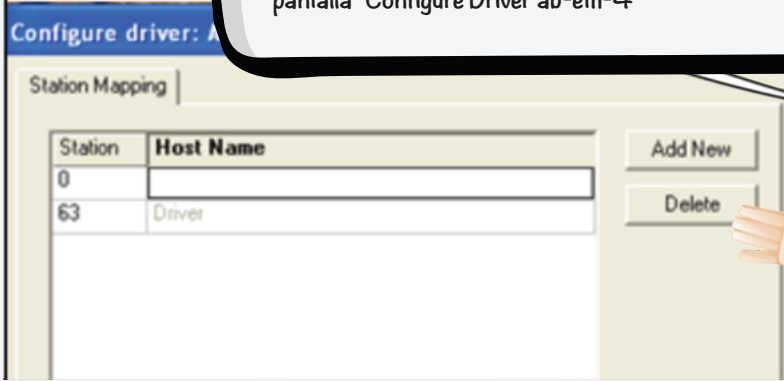 pantalla "Configure Driver ab-eth-4"
Configure driver: A
Station Mapping
Station Host Name
Add New
0
63 Driver
Delete